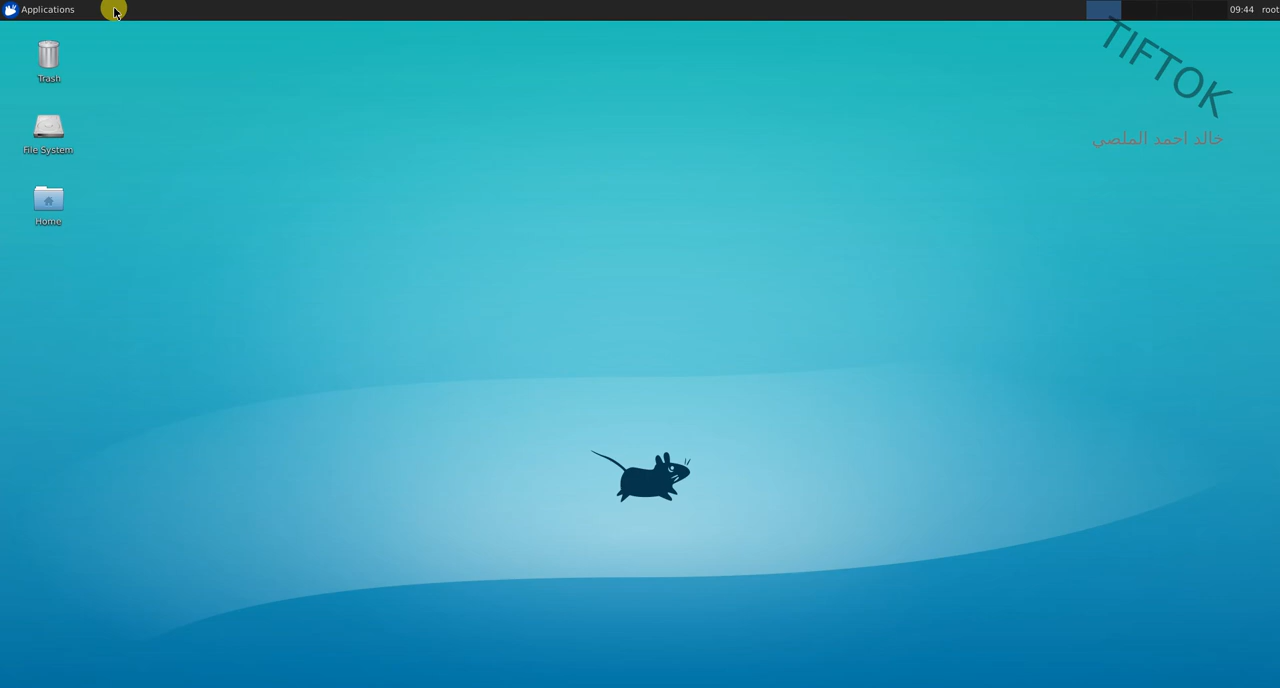 Applications
09:44 root
Trash
File System
Home
TIFTOK
خالد احمد الملصي